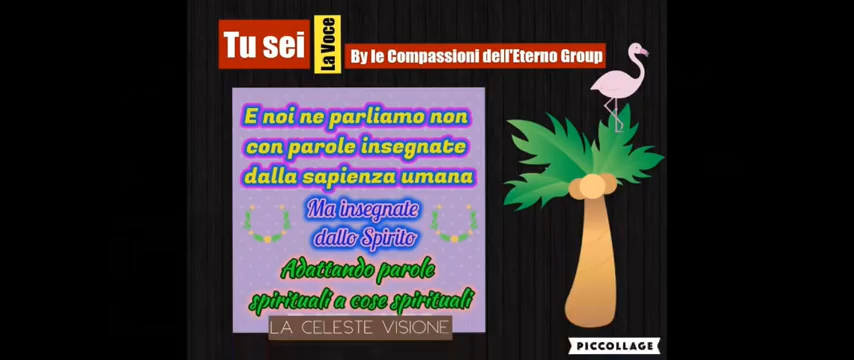 Tu sei
La Voce
By le Compassioni dell'Eterno Group
E noi ne parliamo non
con parole insegnate
dalla sapienza umana
Ma insegnate
dallo Spirito
Adattando parole
spirituali a cose spirituali
LA CELESTE VISIONE
PICCOLLAGE